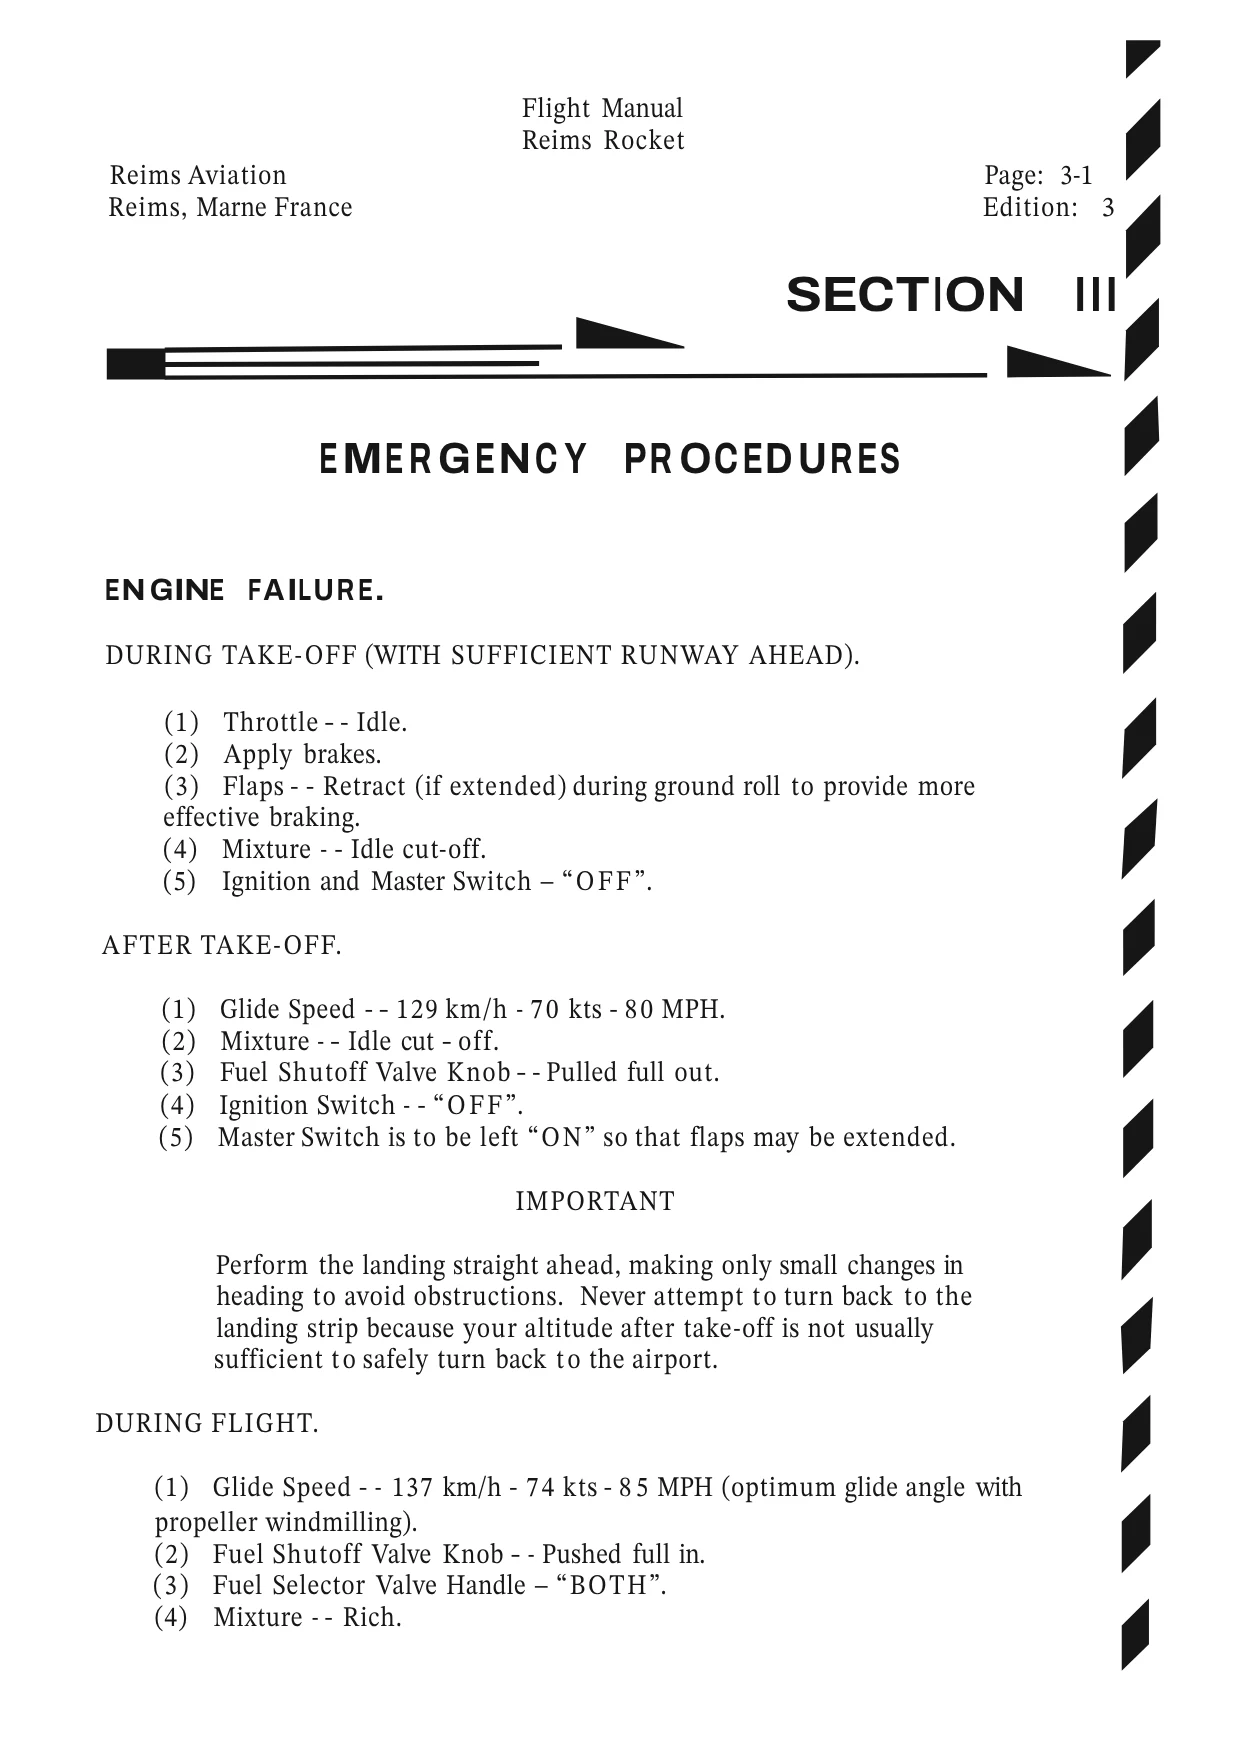 Flight Manual
Reims Rocket
Reims Aviation
Page: 3-1
Reims, Marne France
Edition: 3
SECTION III
EMERGENCY PROCEDURES
ENGINE FAILURE.
DURING TAKE-OFF (WITH SUFFICIENT RUNWAY AHEAD).
(1) Throttle - - Idle.
(2) Apply brakes.
(3) Flaps - - Retract (if extended) during ground roll to provide more
effective braking.
(4) Mixture - - Idle cut-off.
(5) Ignition and Master Switch – “OFF”.
AFTER TAKE-OFF.
(1) Glide Speed - - 129 km/h - 70 kts - 80 MPH.
(2) Mixture - - Idle cut - off.
(3) Fuel Shutoff Valve Knob - - Pulled full out.
(4) Ignition Switch - - “OFF”.
(5) Master Switch is to be left “ON” so that flaps may be extended.
IMPORTANT
Perform the landing straight ahead, making only small changes in
heading to avoid obstructions. Never attempt to turn back to the
landing strip because your altitude after take-off is not usually
sufficient to safely turn back to the airport.
DURING FLIGHT.
(1) Glide Speed - - 137 km/h - 74 kts - 85 MPH (optimum glide angle with
propeller windmilling).
(2) Fuel Shutoff Valve Knob - - Pushed full in.
(3) Fuel Selector Valve Handle – “BOTH”.
(4) Mixture - - Rich.